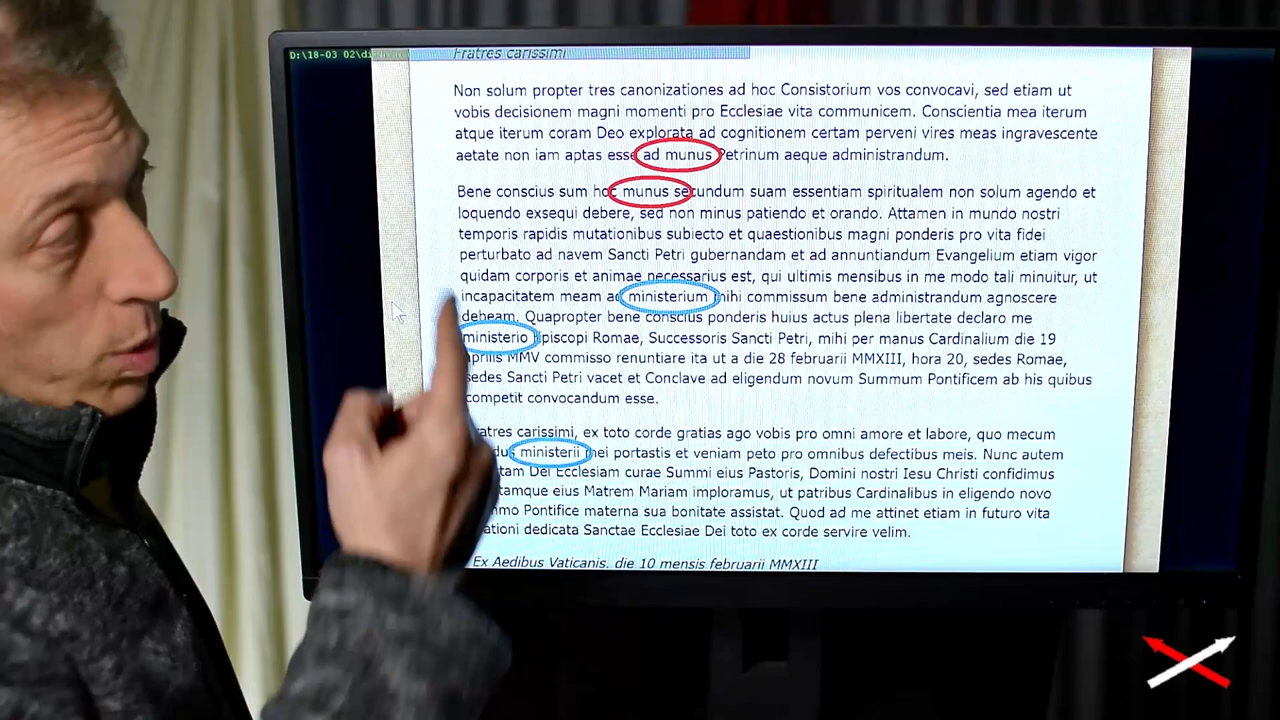 D:\18-03 02\di
Fratres carissimi
Non solum propter tres canonizationes ad hoc Consistorium vos convocavi, sed etiam ut
vobis decisionem magni momenti pro Ecclesiae vita communicem. Conscientia mea iterum
atque iterum coram Deo explorata ad cognitionem certam perveni vires meas ingravescente
aetate non iam aptas esse ad munus Petrinum aeque administrandum.
Bene conscius sum hoc munus secundum suam essentiam spiritualem non solum agendo et
loquendo exsequi debere, sed non minus patiendo et orando. Attamen in mundo nostri
temporis rapidis mutationibus subiecto et quaestionibus magni ponderis pro vita fidei
perturbato ad navem Sancti Petri gubernandam et ad annuntiandum Evangelium etiam vigor
quidam corporis et animae necessarius est, qui ultimis mensibus in me modo tali minuitur, ut
incapacitatem meam ad ministerium mihi commissum bene administrandum agnoscere
debeam. Quapropter bene conscius ponderis huius actus plena libertate declaro me
ministerio Episcopi Romae, Successoris Sancti Petri, mihi per manus Cardinalium die 19
aprilis MMV commisso renuntiare ita ut a die 28 februarii MMXIII, hora 20, sedes Romae,
sedes Sancti Petri vacet et Conclave ad eligendum novum Summum Pontificem ab his quibus
competit convocandum esse.
Fratres carissimi, ex toto corde gratias ago vobis pro omni amore et labore, quo mecum
ministerii mei portastis et veniam peto pro omnibus defectibus meis. Nunc autem
Dei Ecclesiam curae Summi eius Pastoris, Domini nostri Iesu Christi confidimus
eius Matrem Mariam imploramus, ut patribus Cardinalibus in eligendo novo
Pontifice materna sua bonitate assistat. Quod ad me attinet etiam in futuro vita
dedicata Sanctae Ecclesiae Dei toto ex corde servire velim.
Ex Aedibus Vaticanis, die 10 mensis februarii MMXIII